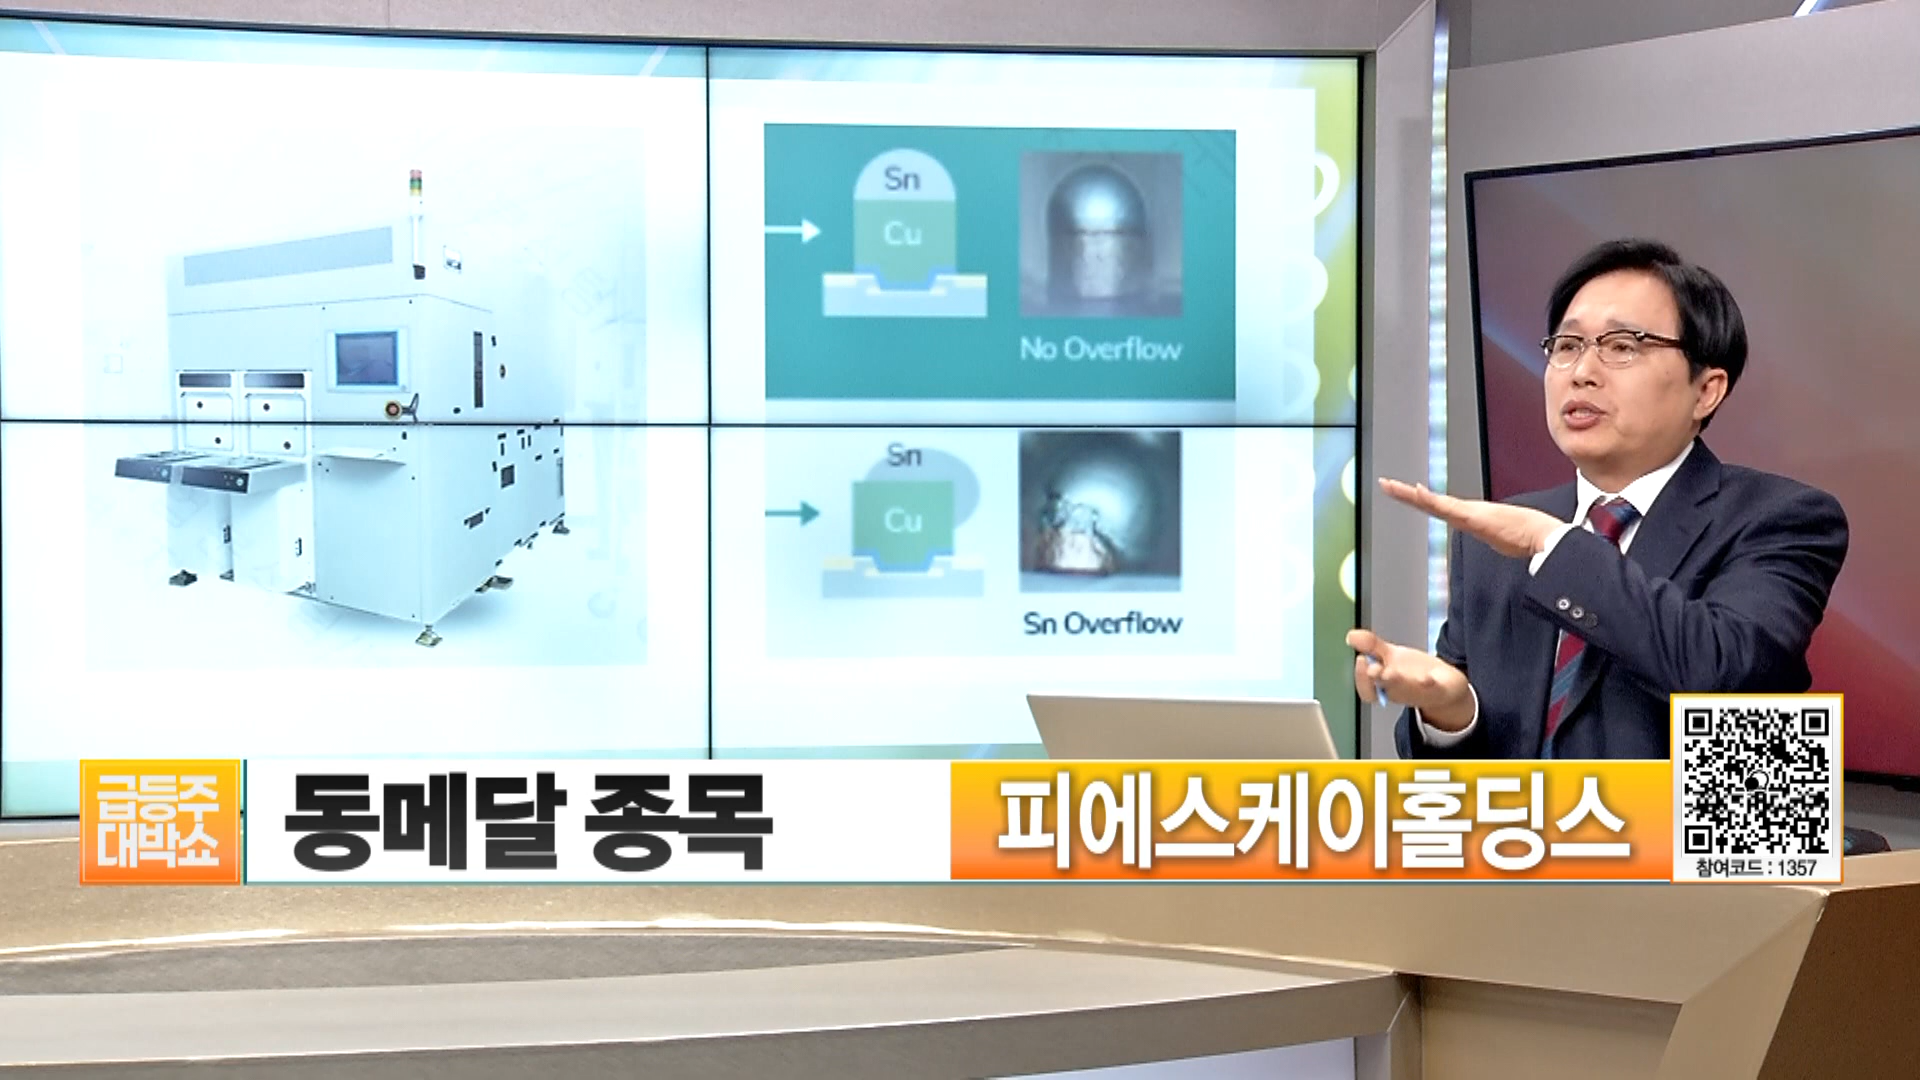 Sn
Cu
No Overflow
Sn
Cu
Sn Overflow
급등주
대박쇼
동메달 종목
피에스케이홀딩스
참여코드 : 1357